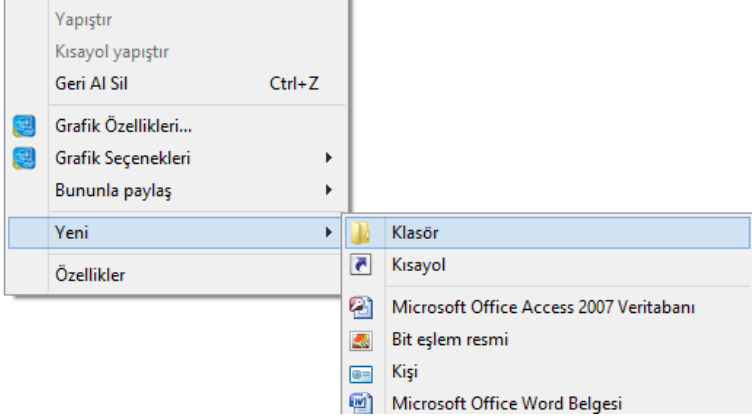 Yapıştır
Kısayol yapıştır
Geri Al Sil Ctrl+Z
Grafik Özellikleri...
Grafik Seçenekleri
Bununla paylaş
Yeni
Özellikler
Klasör
Kısayol
Microsoft Office Access 2007 Veritabanı
Bit eşlem resmi
Kişi
Microsoft Office Word Belgesi